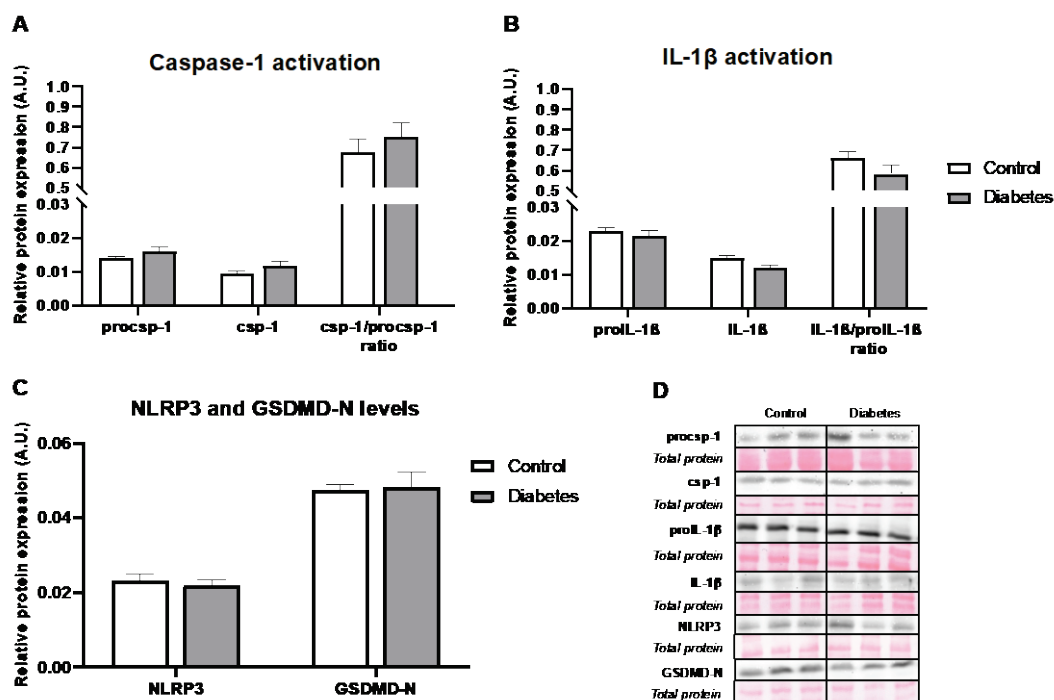 A
Caspase-1 activation
Relative protein expression (A.U.)
1.0
0.9
0.8
0.7
0.6
0.5
0.03
0.02
0.01
0.00
procsp-1
csp-1
csp-1/procsp-1
ratio
B
IL-1β activation
Relative protein expression (A.U.)
1.0
0.9
0.8
0.7
0.6
0.5
0.03
0.02
0.01
0.00
proIL-1ß
IL-1ß
IL-1ß/proIL-1ß
ratio
Control
Diabetes
C
NLRP3 and GSDMD-N levels
Relative protein expression (A.U.)
0.06
0.04
0.02
0.00
NLRP3
GSDMD-N
Control
Diabetes
D
Control Diabetes
procsp-1
Total protein
csp-1
Total protein
proIL-1β
Total protein
IL-1β
Total protein
NLRP3
Total protein
GSDMD-N
Total protein